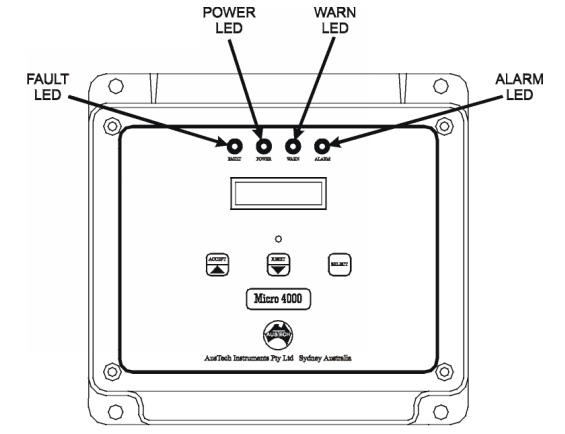 POWER LED
WARN LED
FAULT LED
ALARM LED
FAULT POWER WARN ALARM
ACCEPT RESET SELECT
Micro 4000
AUSTECH
AusTech Instruments Pty Ltd Sydney Australia